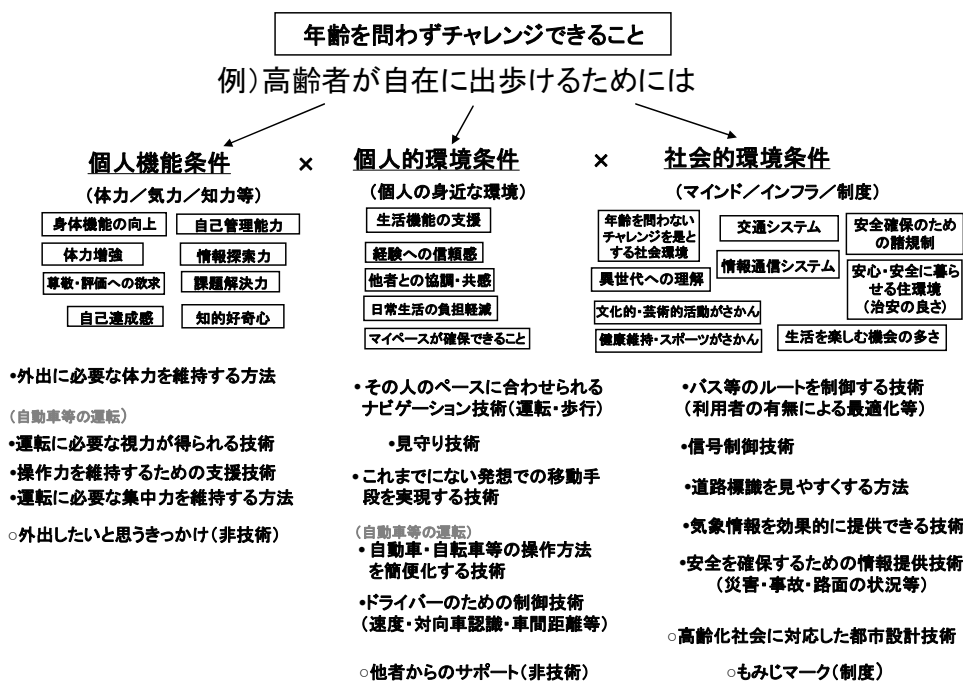 年齢を問わずチャレンジできること
例）高齢者が自在に出歩けるためには
個人機能条件
×
個人的環境条件
×
社会的環境条件
（体力／気力／知力等）
（個人の身近な環境）
（マインド／インフラ／制度）
身体機能の向上
自己管理能力
体力増強
情報探索力
尊敬・評価への欲求
課題解決力
自己達成感
知的好奇心
生活機能の支援
経験への信頼感
他者との協調・共感
日常生活の負担軽減
マイペースが確保できること
年齢を問わない
チャレンジを是と
する社会環境
交通システム
安全確保のため
の諸規制
異世代への理解
情報通信システム
安心・安全に暮ら
せる住環境
（治安の良さ）
文化的・芸術的活動がさかん
健康維持・スポーツがさかん
生活を楽しむ機会の多さ
•外出に必要な体力を維持する方法
（自動車等の運転）
•運転に必要な視力が得られる技術
•操作力を維持するための支援技術
•運転に必要な集中力を維持する方法
○外出したいと思うきっかけ（非技術）
•その人のペースに合わせられる
ナビゲーション技術（運転・歩行）
•見守り技術
•これまでにない発想での移動手
段を実現する技術
（自動車等の運転）
•自動車・自転車等の操作方法
を簡便化する技術
•ドライバーのための制御技術
（速度・対向車認識・車間距離等）
○他者からのサポート（非技術）
•バス等のルートを制御する技術
（利用者の有無による最適化等）
•信号制御技術
•道路標識を見やすくする方法
•気象情報を効果的に提供できる技術
•安全を確保するための情報提供技術
（災害・事故・路面の状況等）
○高齢化社会に対応した都市設計技術
○もみじマーク（制度）